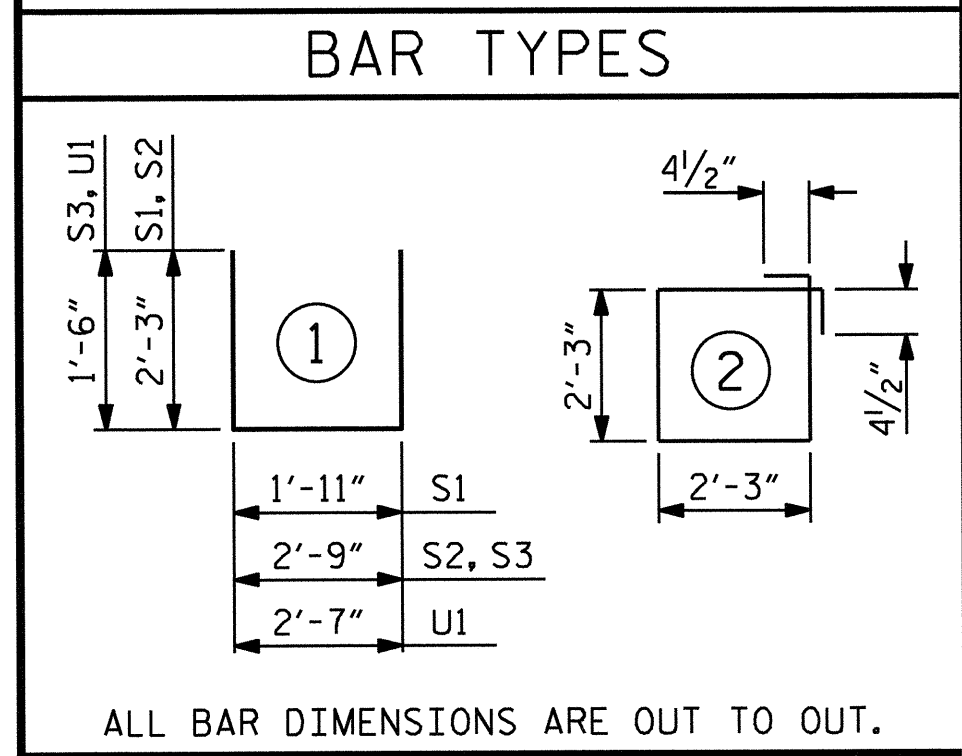 BAR TYPES
S3, U1
S1, S2
1'-6"
2'-3"
1
1'-11" S1
2'-9" S2, S3
2'-7" U1
4½"
2'-3"
2
4½"
2'-3"
ALL BAR DIMENSIONS ARE OUT TO OUT.